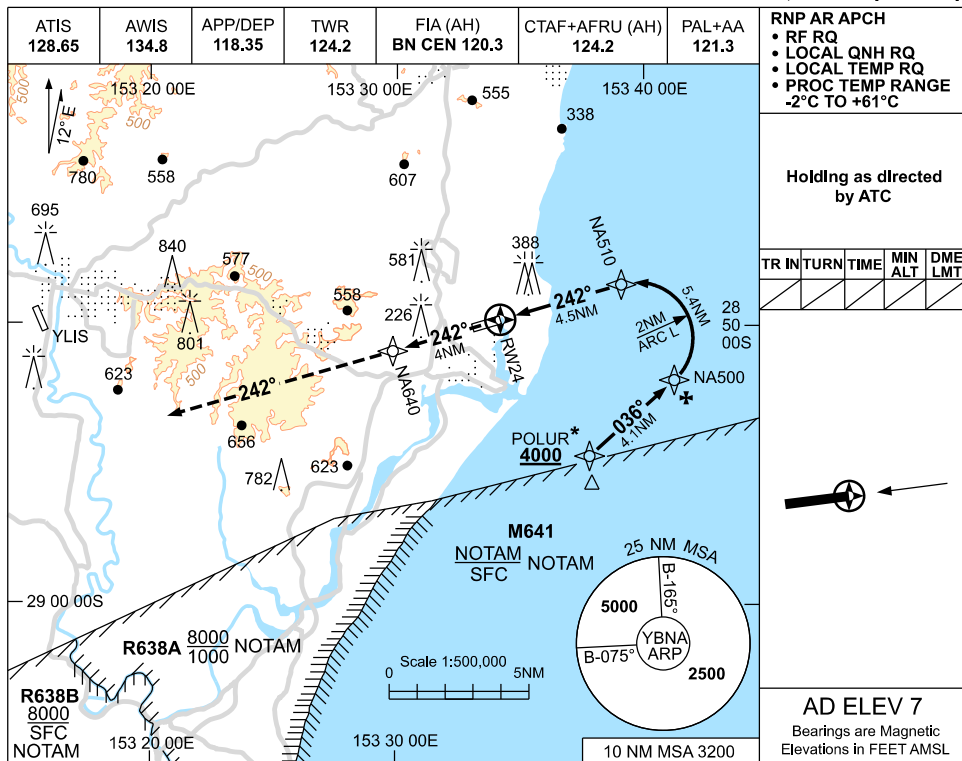 ATIS
128.65
AWIS
134.8
APP/DEP
118.35
TWR
124.2
FIA (AH)
BN CEN 120.3
CTAF+AFRU (AH)
124.2
PAL+AA
121.3
RNP AR APCH
• RF RQ
• LOCAL QNH RQ
• LOCAL TEMP RQ
• PROC TEMP RANGE
-2°C TO +61°C
Holding as directed
by ATC
TR IN
TURN
TIME
MIN
ALT
DME
LMT
500
153 20 00E
153 30 00E
153 40 00E
12° E
500
555
338
780
558
607
695
840
577
500
581
388
NA510
558
226
242°
4.5NM
5.4NM
2NM
ARC L
28
50
00S
YLIS
801
242°
4NM
RW24
500
NA640
NA500
623
242°
036°
4.1NM
656
POLUR*
4000
782
623
M641
NOTAM
SFC
NOTAM
25 NM MSA
B-165°
5000
29 00 00S
YBNA
ARP
B-075°
2500
R638A
8000
1000
NOTAM
Scale 1:500,000
0
5NM
R638B
8000
SFC
NOTAM
153 20 00E
153 30 00E
10 NM MSA 3200
AD ELEV 7
Bearings are Magnetic
Elevations in FEET AMSL